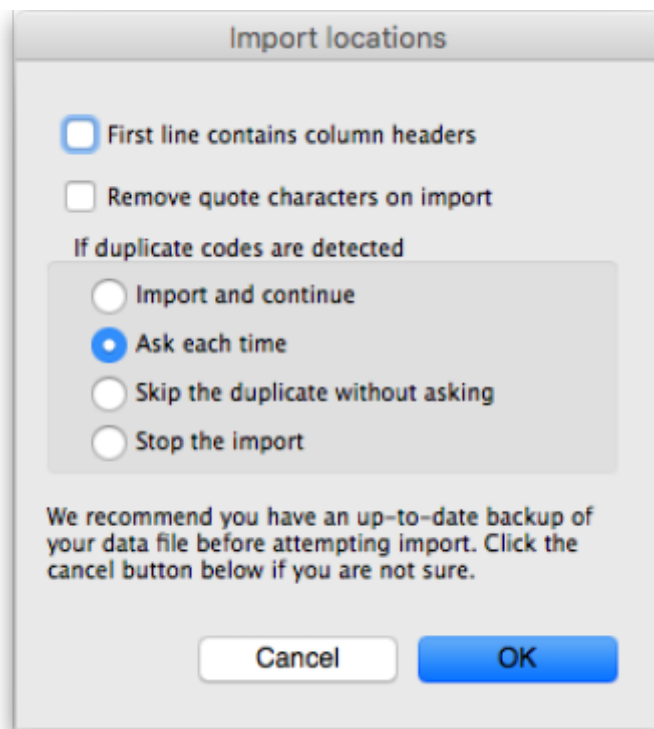 Import locations
First line contains column headers
Remove quote characters on import
If duplicate codes are detected
Import and continue
Ask each time
Skip the duplicate without asking
Stop the import
We recommend you have an up-to-date backup of
your data file before attempting import. Click the
cancel button below if you are not sure.
Cancel OK